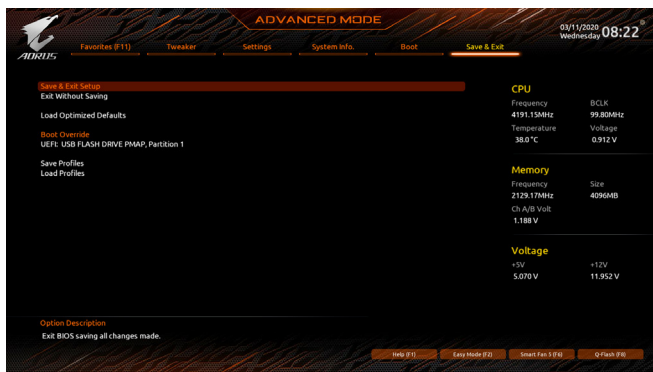 ADVANCED MODE
03/11/2020
Wednesday 08:22
AORUS
Favorites (F11) Tweaker Settings System Info. Boot Save & Exit
Save & Exit Setup
Exit Without Saving
Load Optimized Defaults
Boot Override
UEFI: USB FLASH DRIVE PMAP, Partition 1
Save Profiles
Load Profiles
CPU
Frequency BCLK
4191.15MHz 99.80MHz
Temperature Voltage
38.0 °C 0.912 V
Memory
Frequency Size
2129.17MHz 4096MB
Ch A/B Volt
1.188 V
Voltage
+5V +12V
5.070 V 11.952 V
Option Description
Exit BIOS saving all changes made.
Help (F1) Easy Mode (F2) Smart Fan 5 (F6) Q-Flash (F8)